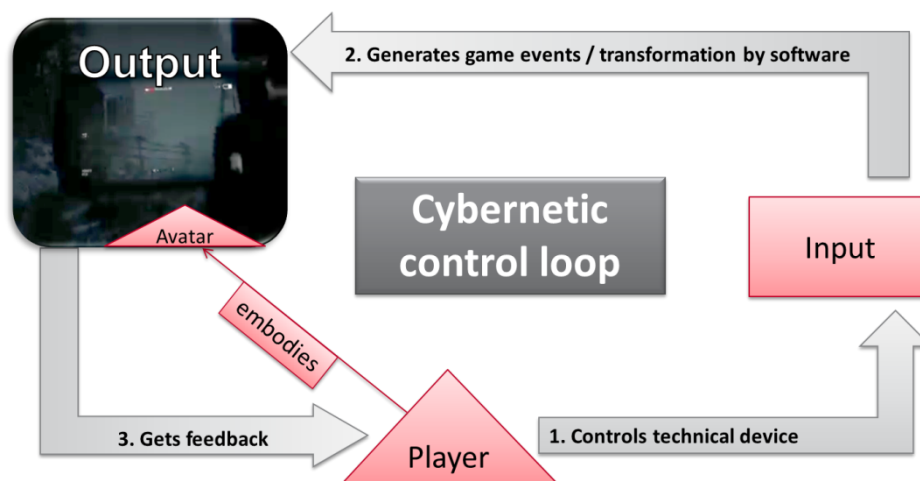 Output
2. Generates game events / transformation by software
Cybernetic
control loop
Avatar
Input
embodies
3. Gets feedback
Player
1. Controls technical device